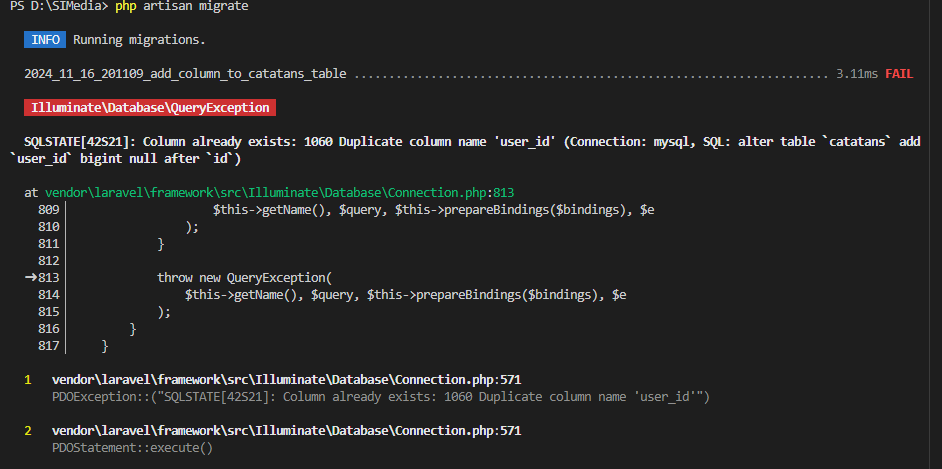 PS D:\SIMedia> php artisan migrate
INFO Running migrations.
2024_11_16_201109_add_column_to_catatans_table .................................................................... 3.11ms FAIL
Illuminate\Database\QueryException
SQLSTATE[42S21]: Column already exists: 1060 Duplicate column name 'user_id' (Connection: mysql, SQL: alter table `catatans` add
`user_id` bigint null after `id`)
at vendor\laravel\framework\src\Illuminate\Database\Connection.php:813
809 $this->getName(), $query, $this->prepareBindings($bindings), $e
810 );
811 }
812
➜813 throw new QueryException(
814 $this->getName(), $query, $this->prepareBindings($bindings), $e
815 );
816 }
817 }
1 vendor\laravel\framework\src\Illuminate\Database\Connection.php:571
PDOException::("SQLSTATE[42S21]: Column already exists: 1060 Duplicate column name 'user_id'")
2 vendor\laravel\framework\src\Illuminate\Database\Connection.php:571
PDOStatement::execute()